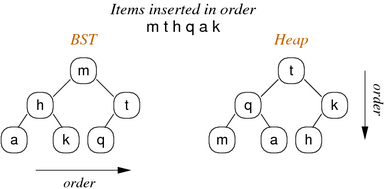 Items inserted in order
m t h q a k
BST
Heap
m
h t
a k q
order
t
q k
m a h
order